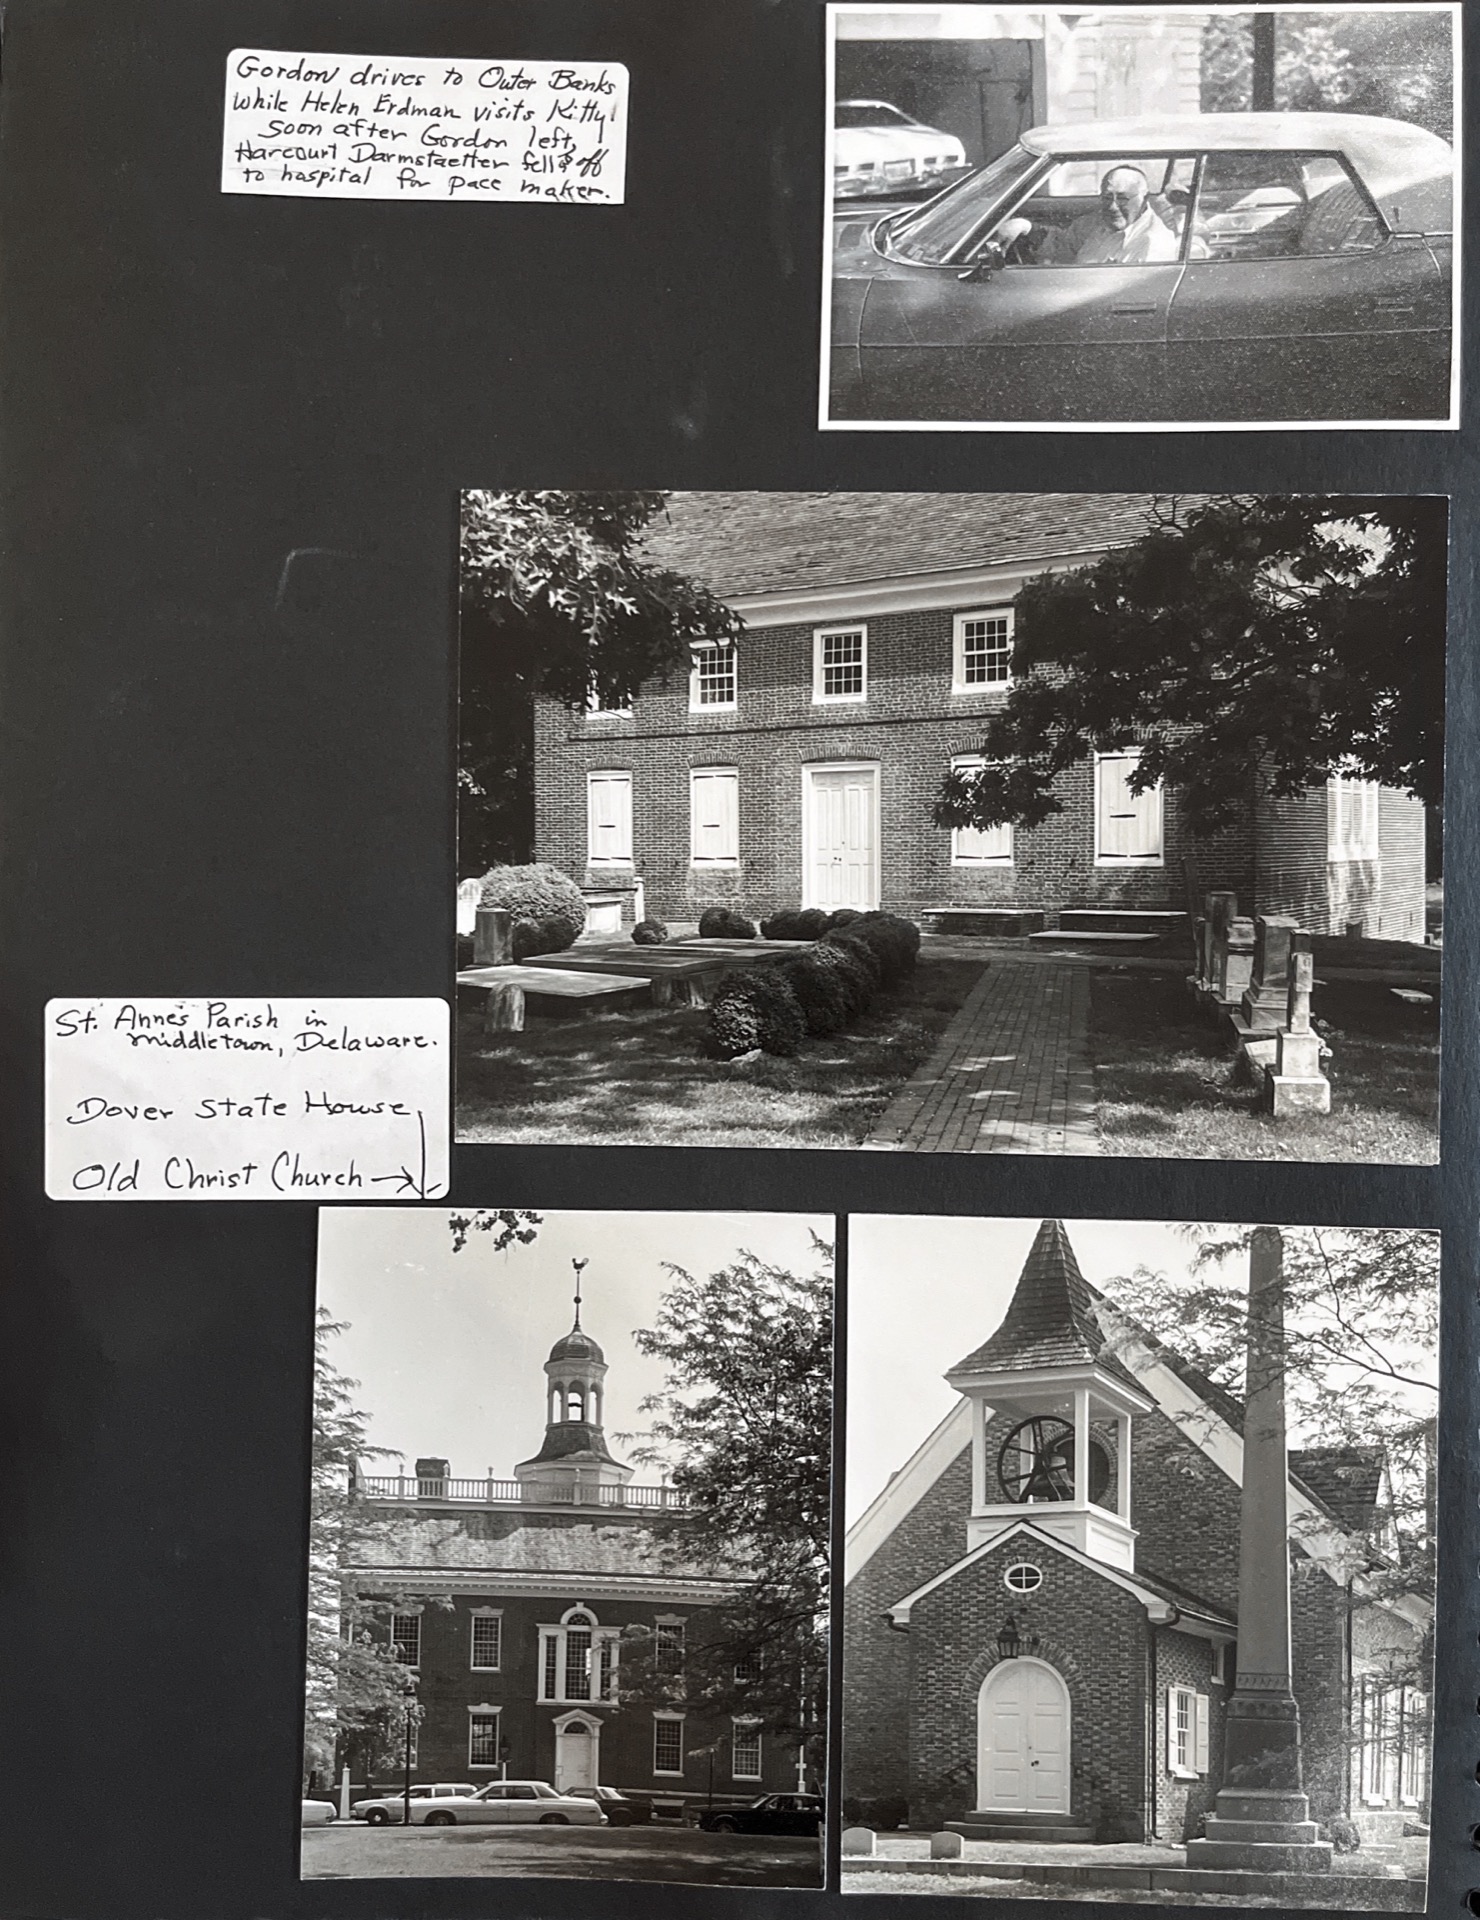 Gordon drives to Outer Banks
while Helen Erdman visits Kitty!
Soon after Gordon left,
Harcourt Darmstaetter fell & off
to hospital for pace maker.
St. Anne's Parish in
Middletown, Delaware.
Dover State House
Old Christ Church →